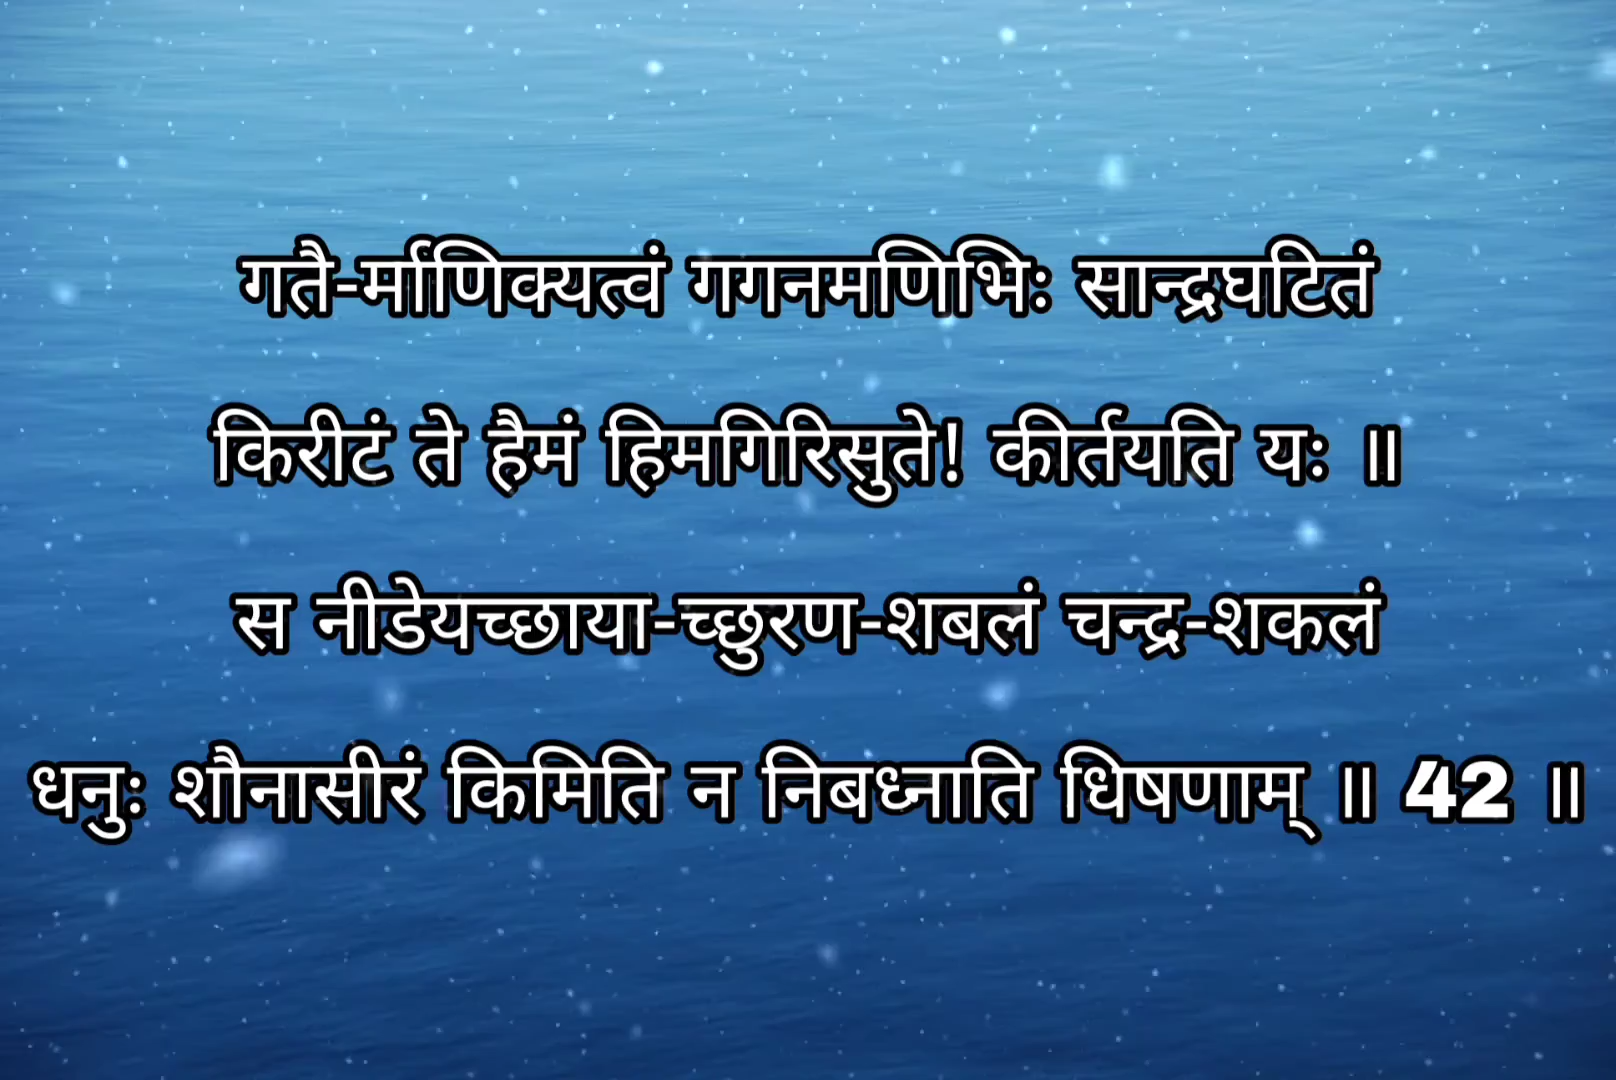 गतै-र्माणिक्यत्वं गगनमणिभिः सान्द्रघटितं
किरीटं ते हैमं हिमगिरिसुते! कीर्तयति यः ॥
स नीडेयच्छाया-च्छुरण-शबलं चन्द्र-शकलं
धनुः शौनासीरं किमिति न निबध्नाति धिषणाम् ॥ 42 ॥